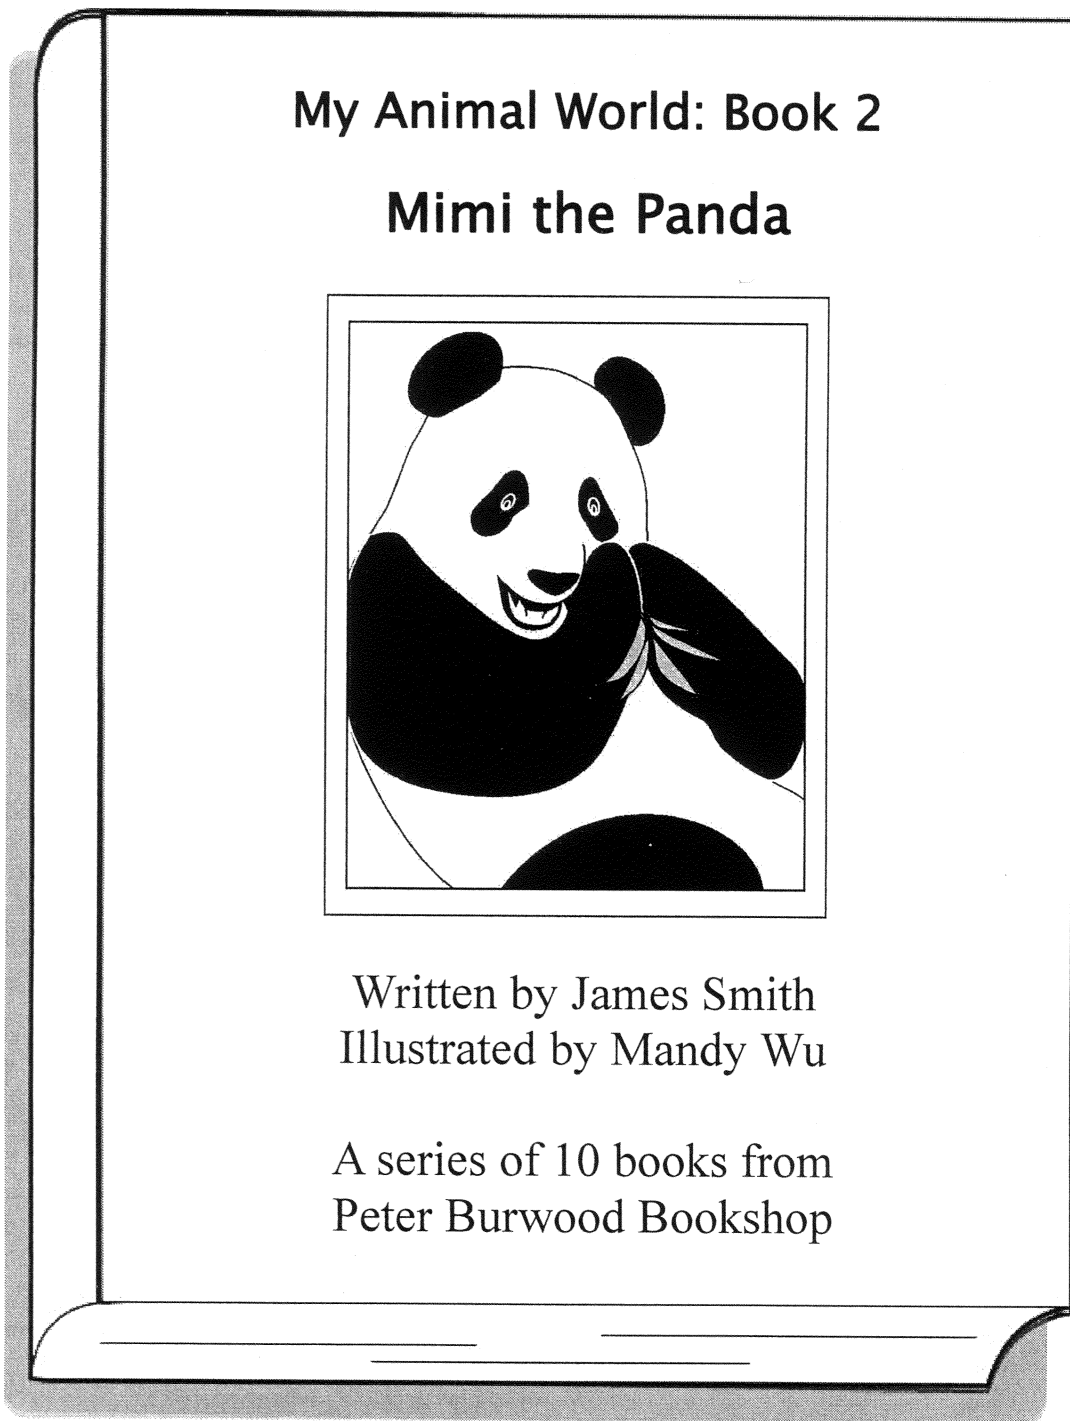 My Animal World: Book 2
Mimi the Panda
Written by James Smith
Illustrated by Mandy Wu
A series of 10 books from
Peter Burwood Bookshop